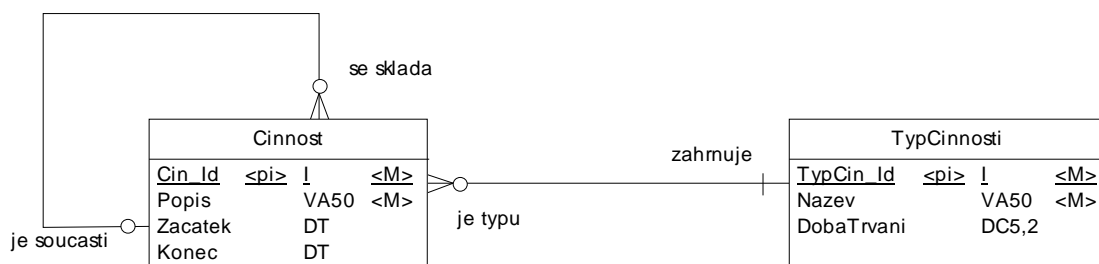 se sklada
Cinnost
Cin_Id <pi> I <M>
Popis VA50 <M>
Zacatek DT
Konec DT
je soucasti
je typu
zahrnuje
TypCinnosti
TypCin_Id <pi> I <M>
Nazev VA50 <M>
DobaTrvani DC5,2